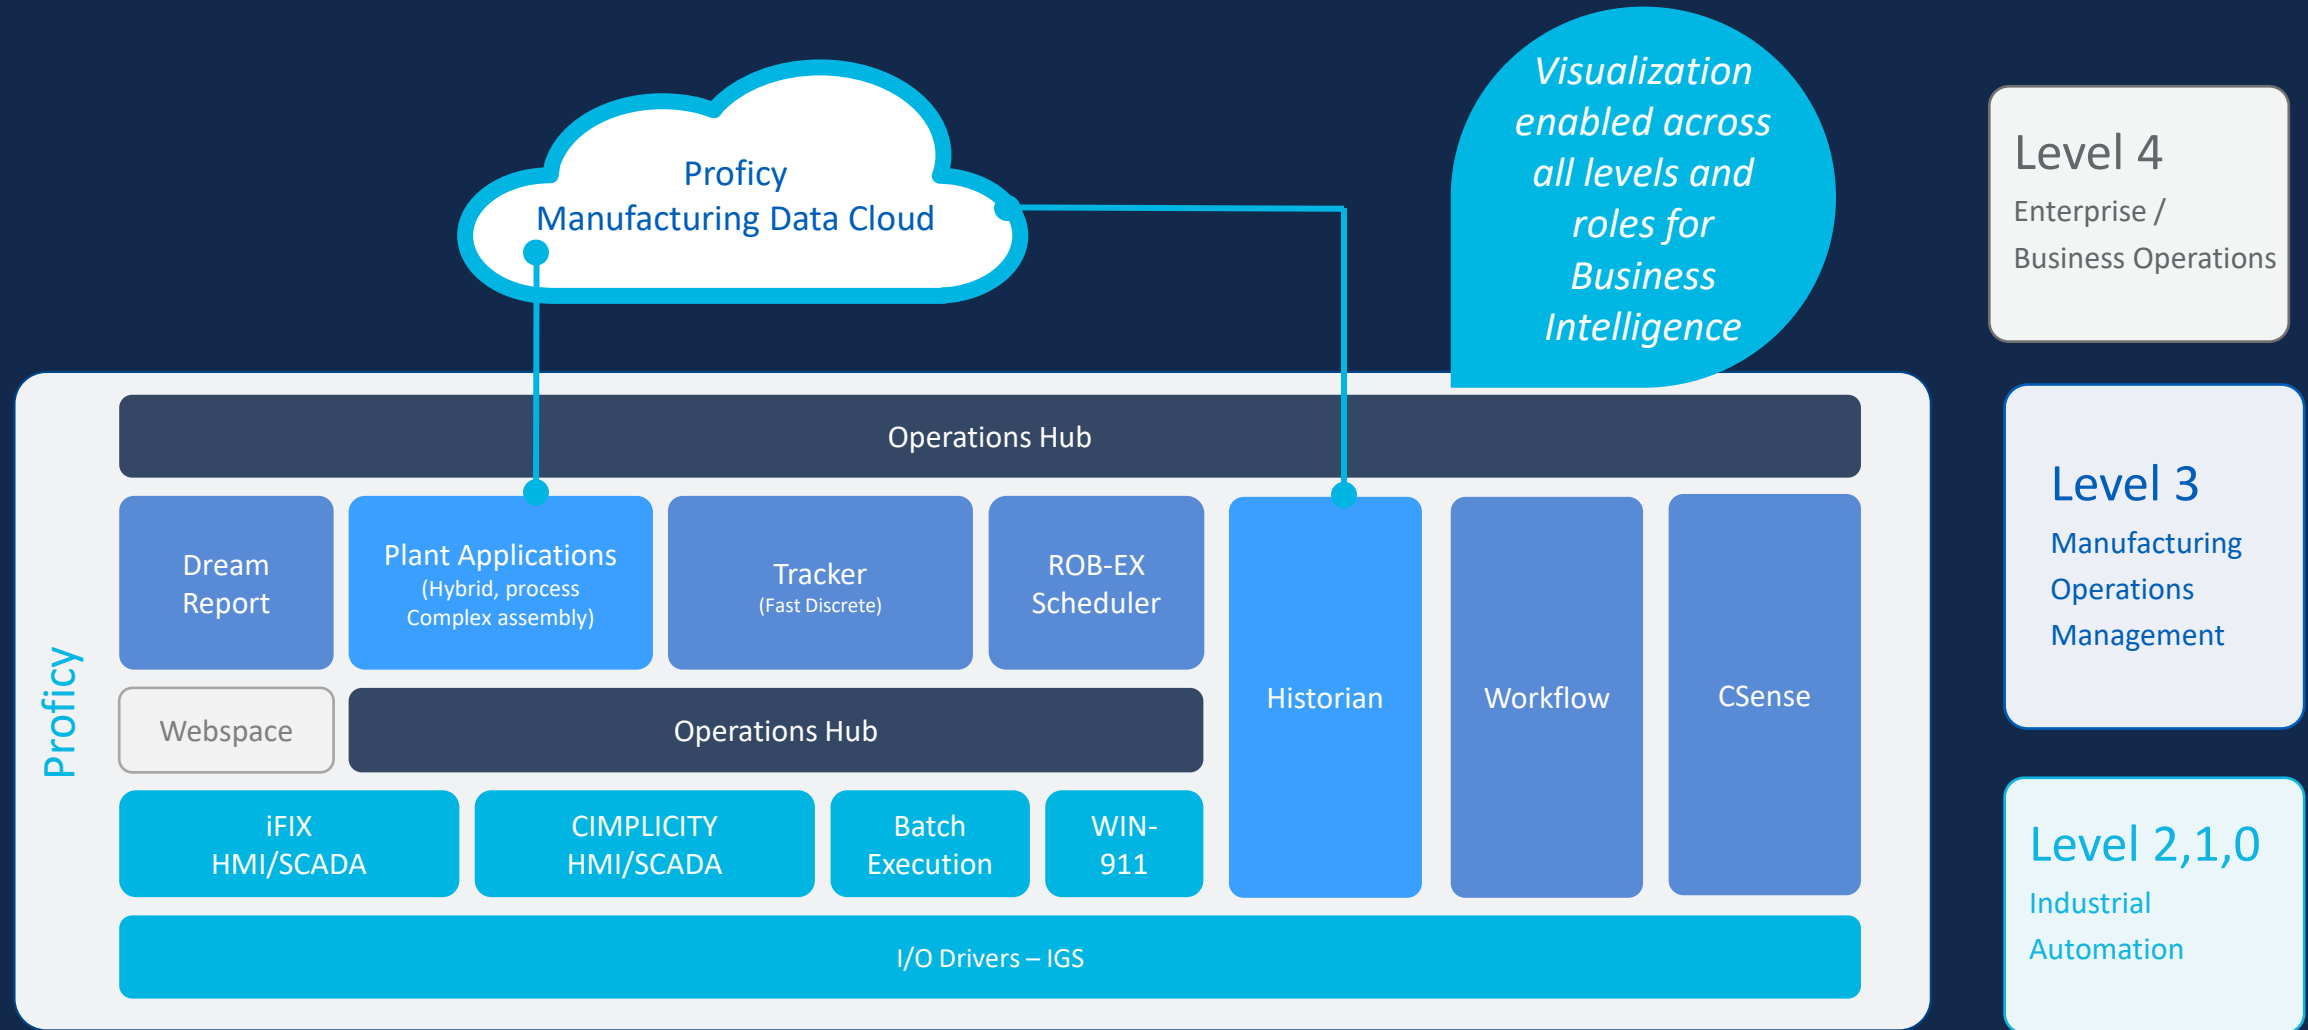 Proficy
Manufacturing Data Cloud
Visualization
enabled across
all levels and
roles for
Business
Intelligence
Level 4
Enterprise /
Business Operations
Proficy
Operations Hub
Dream
Report
Plant Applications
(Hybrid, process
Complex assembly)
Tracker
(Fast Discrete)
ROB-EX
Scheduler
Historian
Workflow
CSense
Webspace
Operations Hub
iFIX
HMI/SCADA
CIMPLICITY
HMI/SCADA
Batch
Execution
WIN-
911
I/O Drivers – IGS
Level 3
Manufacturing
Operations
Management
Level 2,1,0
Industrial
Automation